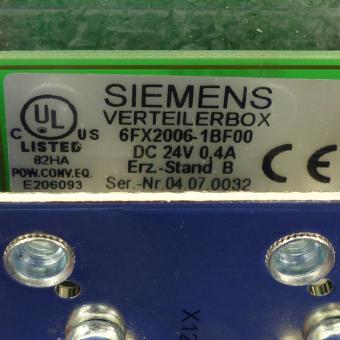 SIEMENS
VERTEILERBOX
6FX2006-1BF00
DC 24V 0,4A
Erz.-Stand B
Ser.-Nr.04.07.0032
UL
C US
LISTED
82HA
POW.CONV.EQ.
E206093
CE
X12